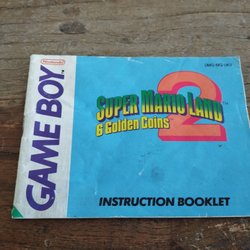 Nintendo
GAME BOY
SUPER MARIO LAND 2
6 Golden Coins
INSTRUCTION BOOKLET